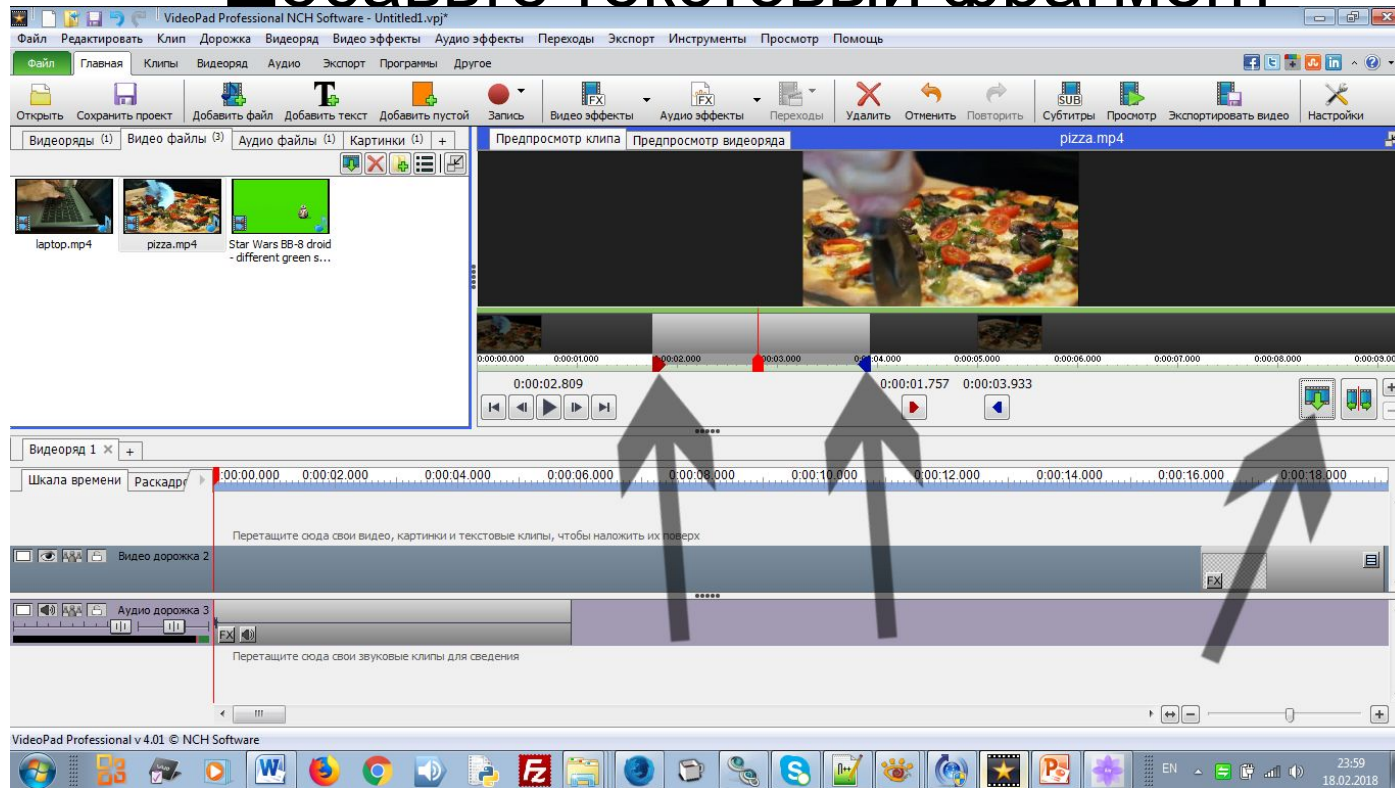 Добавьте текстовый фрагмент
VideoPad Professional NCH Software - Untitled1.vpj*
Файл Редактировать Клип Дорожка Видеоряд Видео эффекты Аудио эффекты Переходы Экспорт Инструменты Просмотр Помощь
Файл Главная Клипы Видеоряд Аудио Экспорт Программы Другое
T FX FX SUB
Открыть Сохранить проект Добавить файл Добавить текст Добавить пустой Запись Видео эффекты Аудио эффекты Переходы Удалить Отменить Повторить Субтитры Просмотр Экспортировать видео Настройки
Видеоряды (1) Видео файлы (3) Аудио файлы (1) Картинки (1) +
Предпросмотр клипа Предпросмотр видеоряда pizza.mp4
laptop.mp4 pizza.mp4 Star Wars BB-8 droid
- different green s...
0:00:00.000 0:00:01.000 0:00:02.000 0:00:03.000 0:00:04.000 0:00:05.000 0:00:06.000 0:00:07.000 0:00:08.000
0:00:02.809 0:00:01.757 0:00:03.933
Видеоряд 1 × +
Шкала времени Раскадр
:00:00.000 0:00:02.000 0:00:04.000 0:00:06.000 0:00:08.000 0:00:10.000 0:00:12.000 0:00:14.000 0:00:16.000 0:00:18.000
Перетащите сюда свои видео, картинки и текстовые клипы, чтобы наложить их поверх
Видео дорожка 2
FX
Аудио дорожка 3
FX
Перетащите сюда свои звуковые клипы для сведения
VideoPad Professional v 4.01 © NCH Software
EN 23:59
18.02.2018